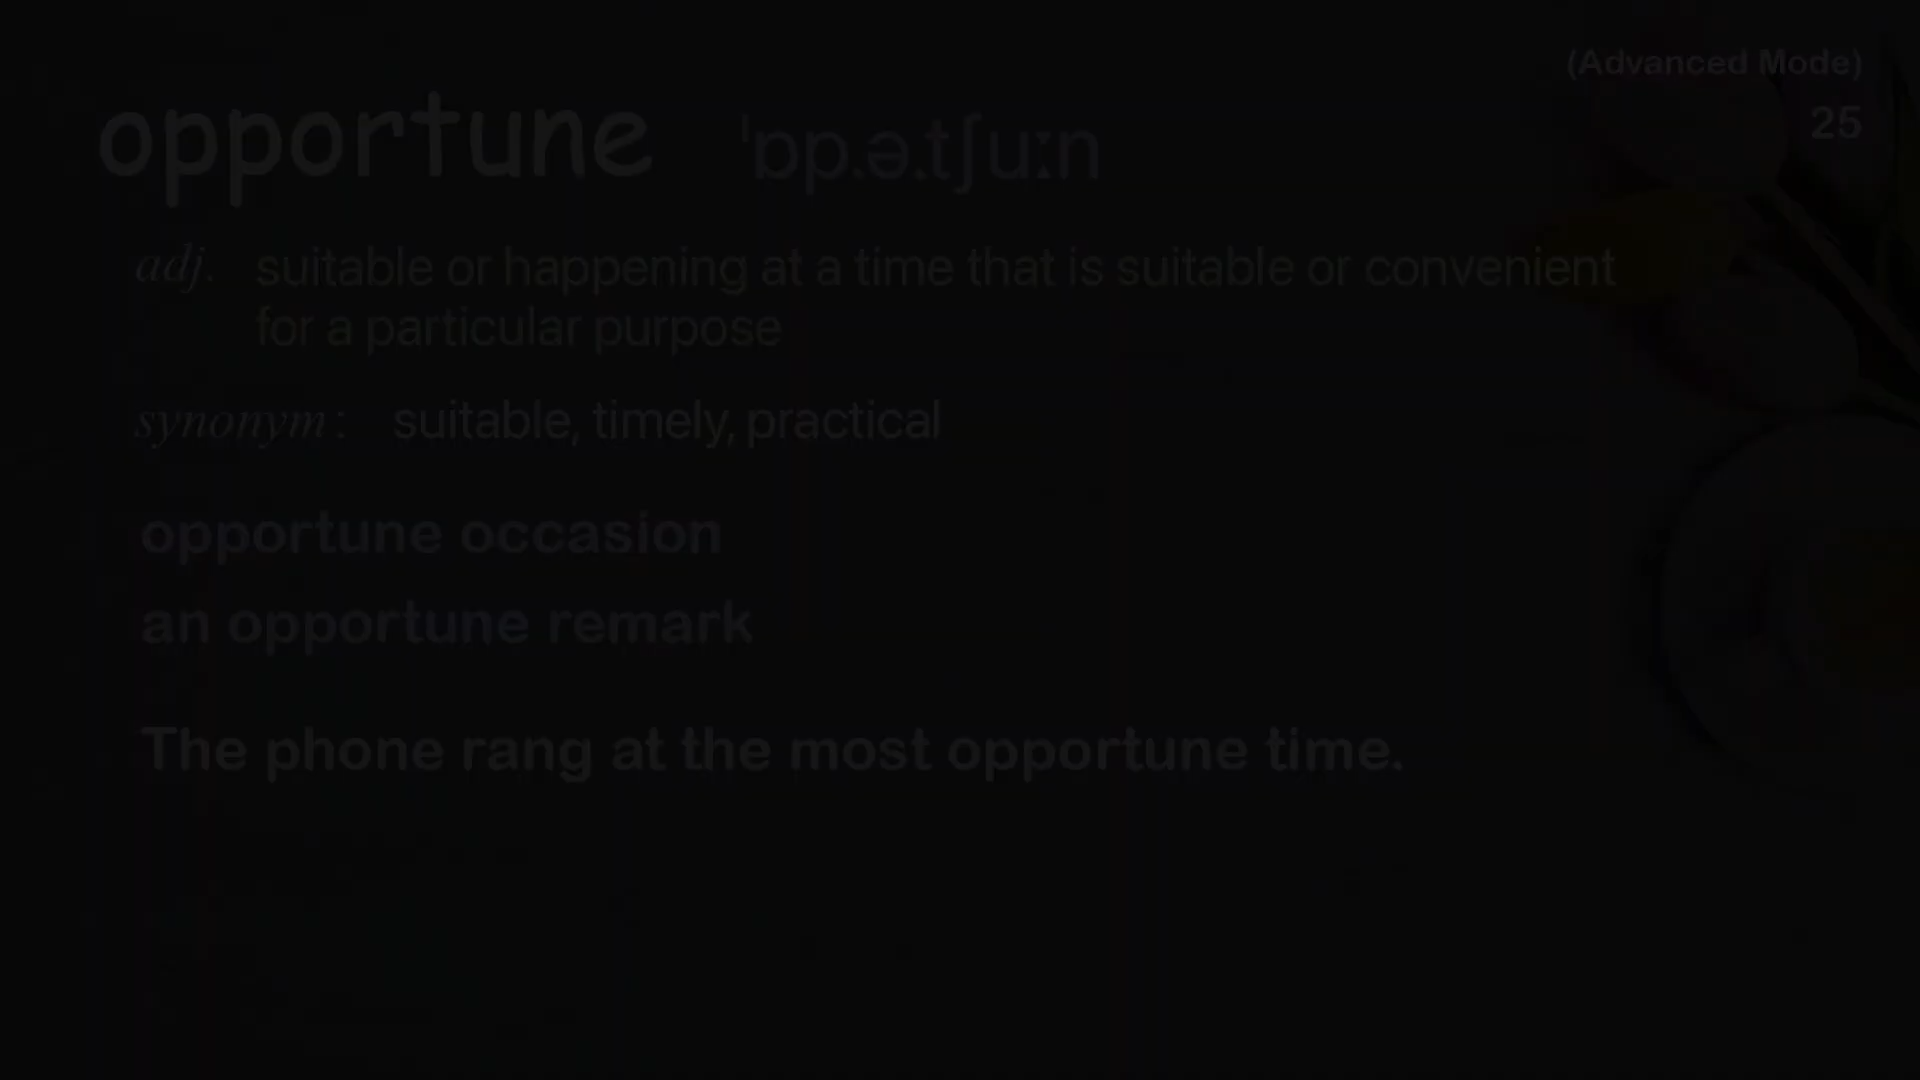 (Advanced Mode)
25
opportune ˈɒp.ə.tʃuːn
adj. suitable or happening at a time that is suitable or convenient
for a particular purpose
synonym: suitable, timely, practical
opportune occasion
an opportune remark
The phone rang at the most opportune time.